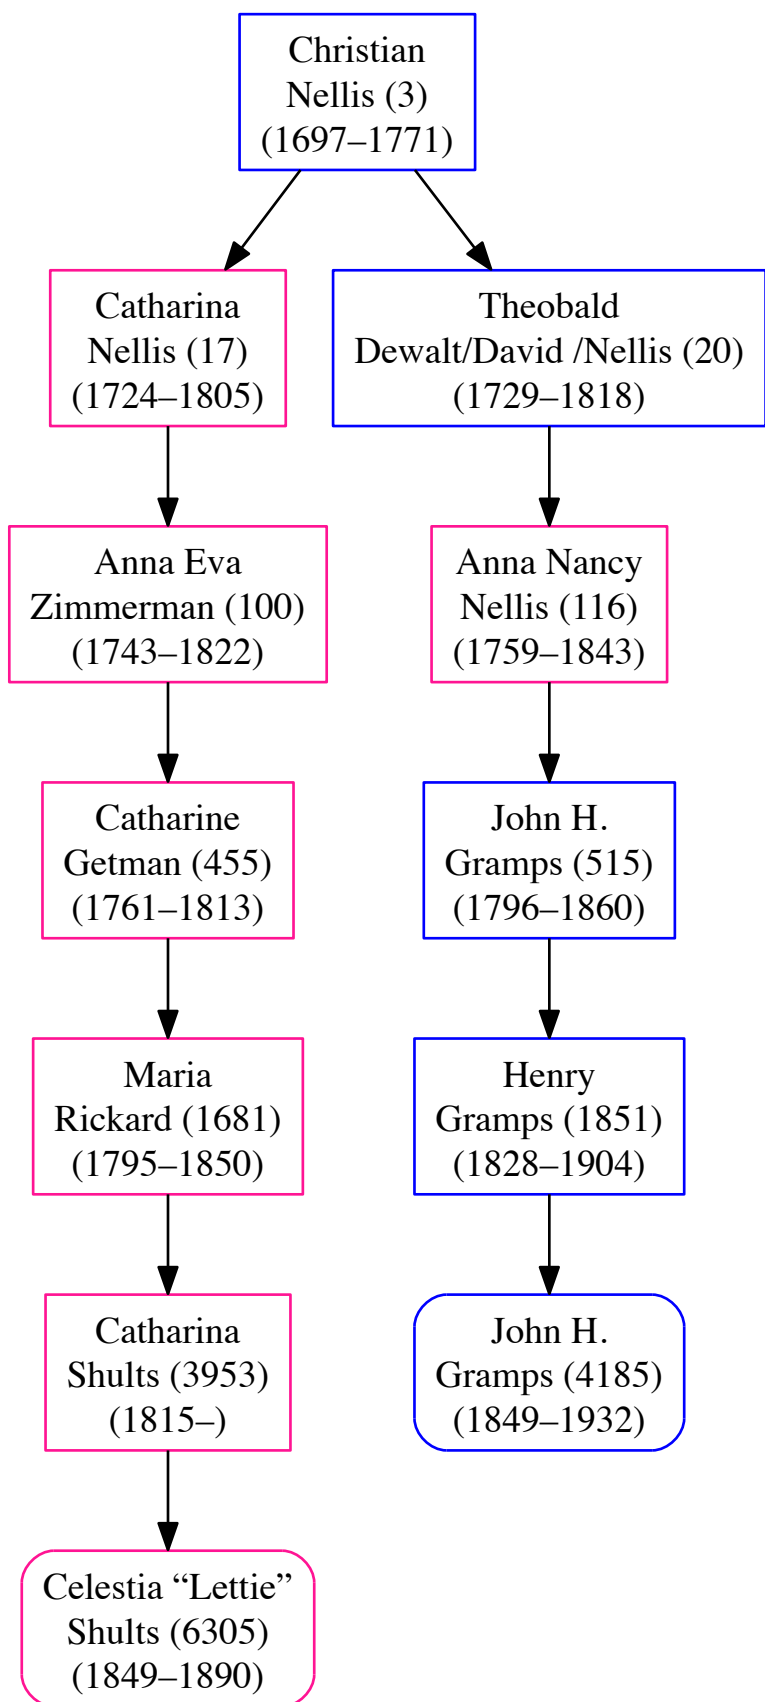 Christian
Nellis (3)
(1697–1771)
Catharina
Nellis (17)
(1724–1805)
Theobald
Dewalt/David /Nellis (20)
(1729–1818)
Anna Eva
Zimmerman (100)
(1743–1822)
Anna Nancy
Nellis (116)
(1759–1843)
Catharine
Getman (455)
(1761–1813)
John H.
Gramps (515)
(1796–1860)
Maria
Rickard (1681)
(1795–1850)
Henry
Gramps (1851)
(1828–1904)
Catharina
Shults (3953)
(1815–)
John H.
Gramps (4185)
(1849–1932)
Celestia “Lettie”
Shults (6305)
(1849–1890)